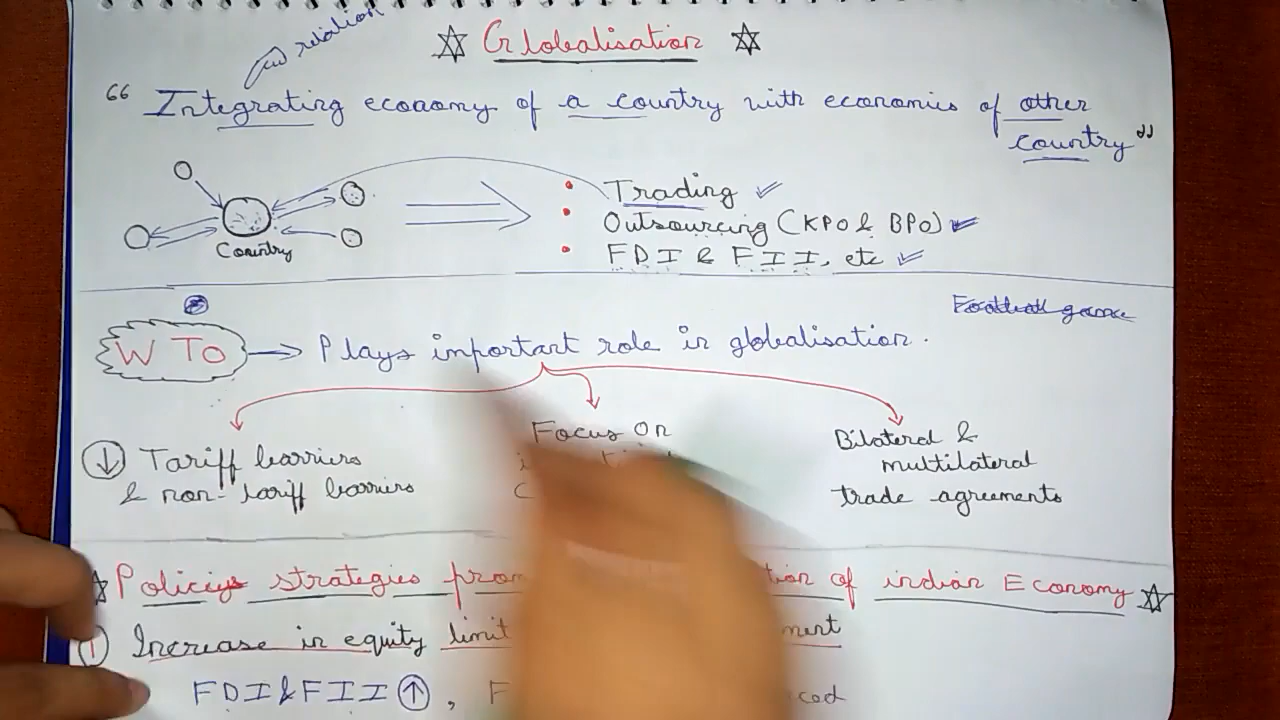 ☆ Globalisation ☆
relation
“ Integrating economy of a country with economies of other
country ”
• Trading ✓
• Outsourcing (KPO & BPO) ✓
• FDI & FII, etc ✓
Country
Football game
WTO → Plays important role in globalisation.
Focus on
Bilateral &
multilateral
trade agreements
↓ Tariff barriers
& non-tariff barriers
☆ Policiy strategies of indian Economy ☆
① Increase in equity limit
FDI & FII ↑,